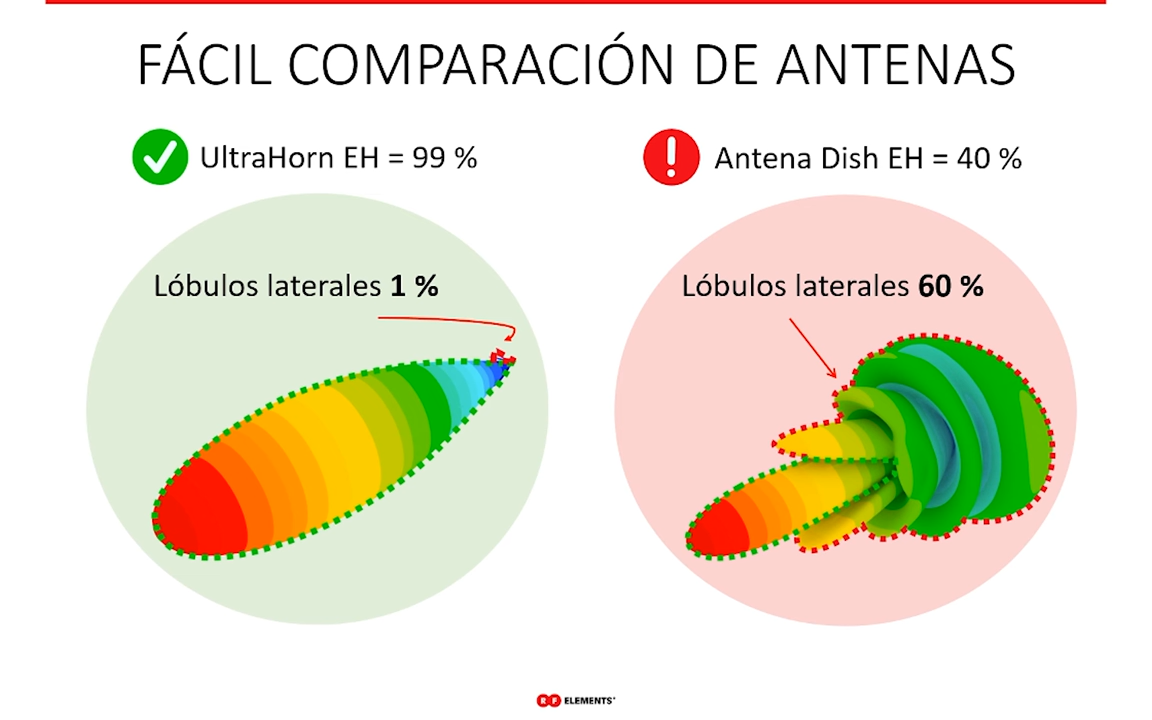 FÁCIL COMPARACIÓN DE ANTENAS
UltraHorn EH = 99 %
Antena Dish EH = 40 %
Lóbulos laterales 1 %
Lóbulos laterales 60 %
RF ELEMENTS